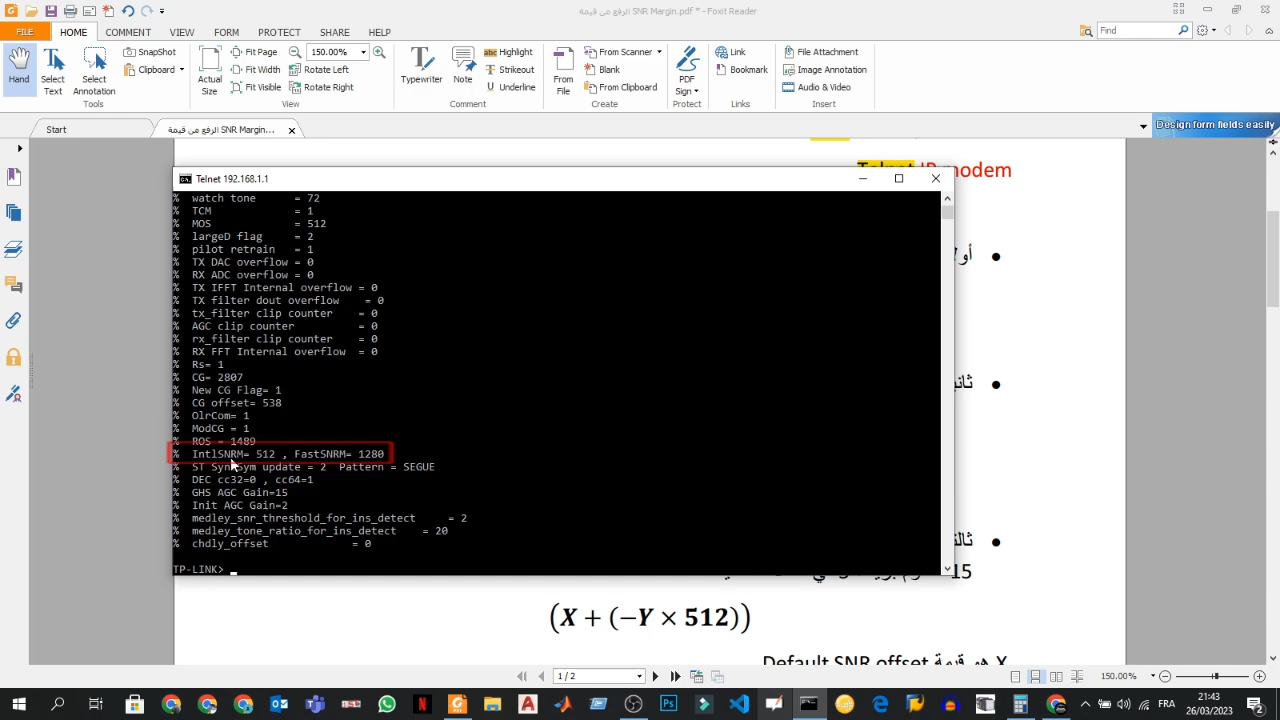 الرفع من قيمة SNR Margin.pdf * - Foxit Reader
FILE HOME COMMENT VIEW FORM PROTECT SHARE HELP
Find
Hand
Select Text
Select Annotation
SnapShot
Clipboard
Tools
Actual Size
Fit Page
Fit Width
Fit Visible
150.00%
Rotate Left
Rotate Right
View
Typewriter
Note
Highlight
Strikeout
Underline
Comment
From File
From Scanner
Blank
From Clipboard
Create
PDF Sign
Protect
Link
Bookmark
Links
File Attachment
Image Annotation
Audio & Video
Insert
Start
الرفع من قيمة SNR Margin...
Design form fields easily
Telnet IP modem
Telnet 192.168.1.1
% watch tone = 72
% TCM = 1
% MOS = 512
% largeD flag = 2
% pilot retrain = 1
% TX DAC overflow = 0
% RX ADC overflow = 0
% TX IFFT Internal overflow = 0
% TX filter dout overflow = 0
% tx_filter clip counter = 0
% AGC clip counter = 0
% rx_filter clip counter = 0
% RX FFT Internal overflow = 0
% Rs= 1
% CG= 2807
% New CG Flag= 1
% CG offset= 538
% OlrCom= 1
% ModCG = 1
% ROS = 1489
% IntlSNRM= 512 , FastSNRM= 1280
% ST SyncSym update = 2 Pattern = SEGUE
% DEC cc32=0 , cc64=1
% GHS AGC Gain=15
% Init AGC Gain=2
% medley_snr_threshold_for_ins_detect = 2
% medley_tone_ratio_for_ins_detect = 20
% chdly_offset = 0
TP-LINK>
• أول
• ثاني
• ثال
15
(X + (−Y × 512))
X هو قيمة Default SNR offset
1 / 2
150.00%
FRA
21:43
26/03/2023